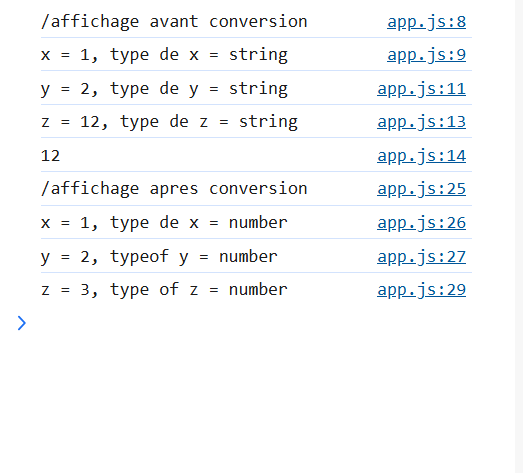 /affichage avant conversion app.js:8
x = 1, type de x = string app.js:9
y = 2, type de y = string app.js:11
z = 12, type de z = string app.js:13
12 app.js:14
/affichage apres conversion app.js:25
x = 1, type de x = number app.js:26
y = 2, typeof y = number app.js:27
z = 3, type of z = number app.js:29